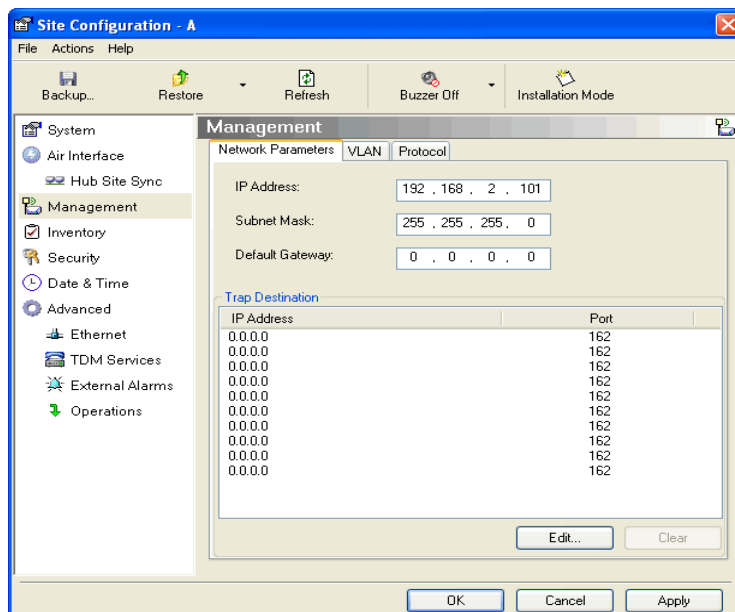 Site Configuration - A
File Actions Help
Backup... Restore Refresh Buzzer Off Installation Mode
System
Air Interface
Hub Site Sync
Management
Inventory
Security
Date & Time
Advanced
Ethernet
TDM Services
External Alarms
Operations
Management
Network Parameters VLAN Protocol
IP Address: 192 . 168 . 2 . 101
Subnet Mask: 255 . 255 . 255 . 0
Default Gateway: 0 . 0 . 0 . 0
Trap Destination
IP Address Port
0.0.0.0 162
0.0.0.0 162
0.0.0.0 162
0.0.0.0 162
0.0.0.0 162
0.0.0.0 162
0.0.0.0 162
0.0.0.0 162
0.0.0.0 162
0.0.0.0 162
Edit... Clear
OK Cancel Apply